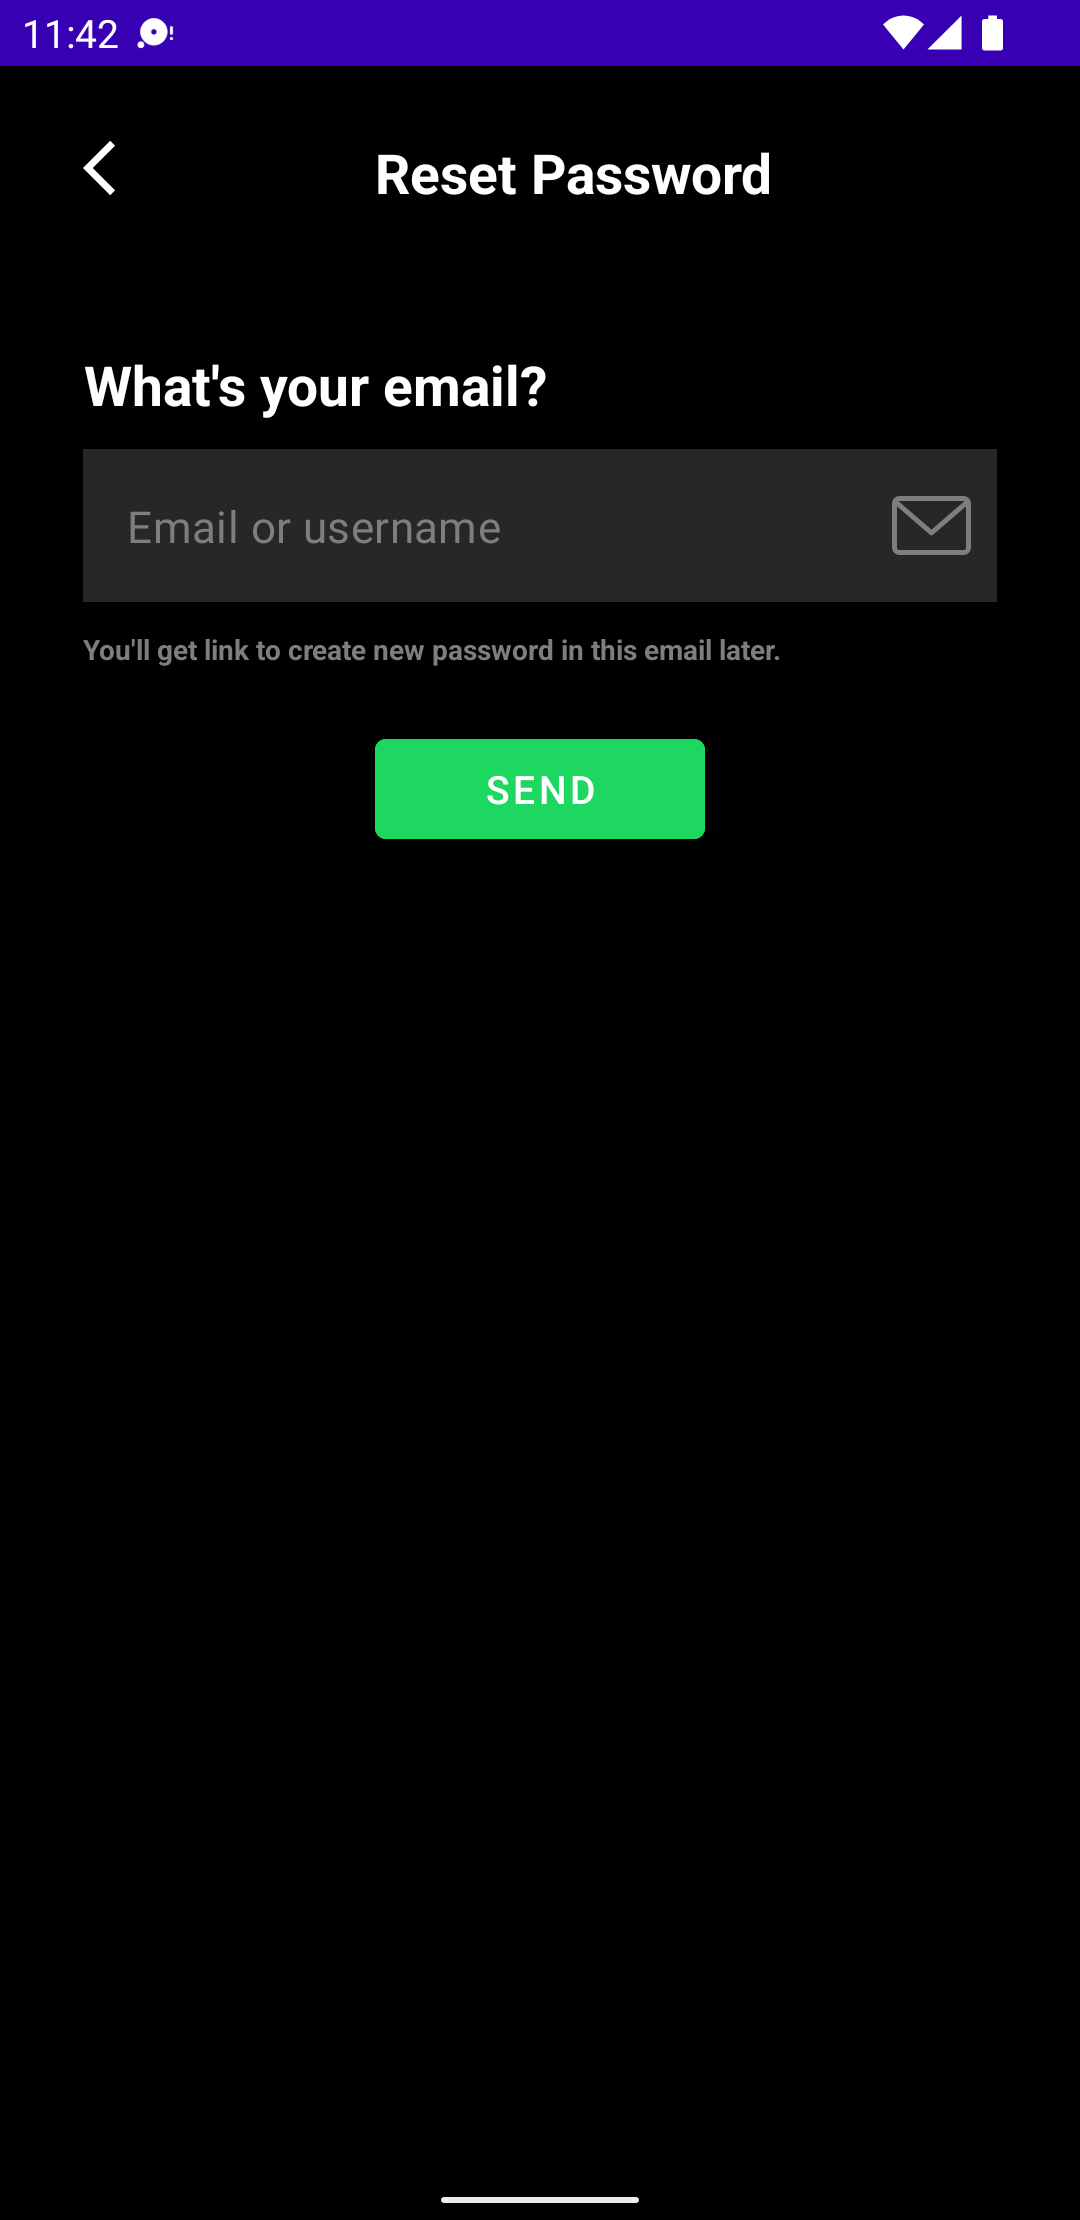 11:42
Reset Password
What's your email?
Email or username
You'll get link to create new password in this email later.
SEND